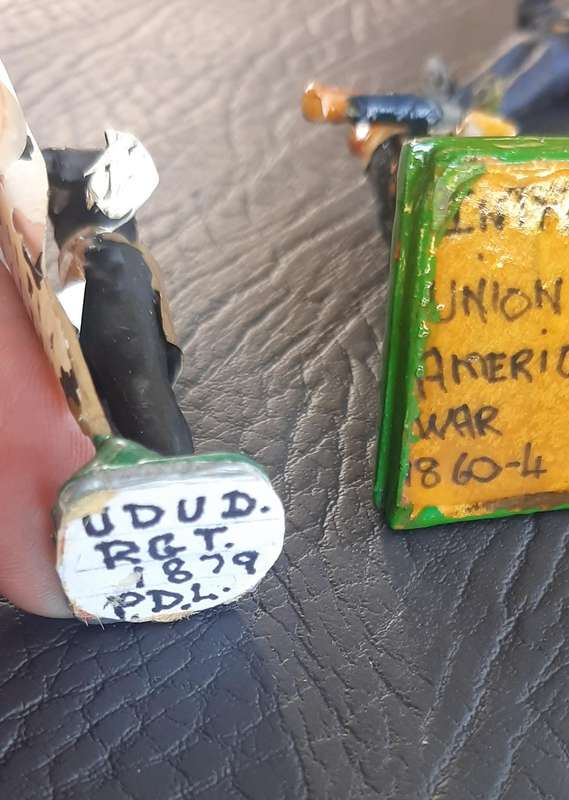 UDUD.
RGT.
1879
P.D.L.
UNION
AMERIC
WAR
1860-4